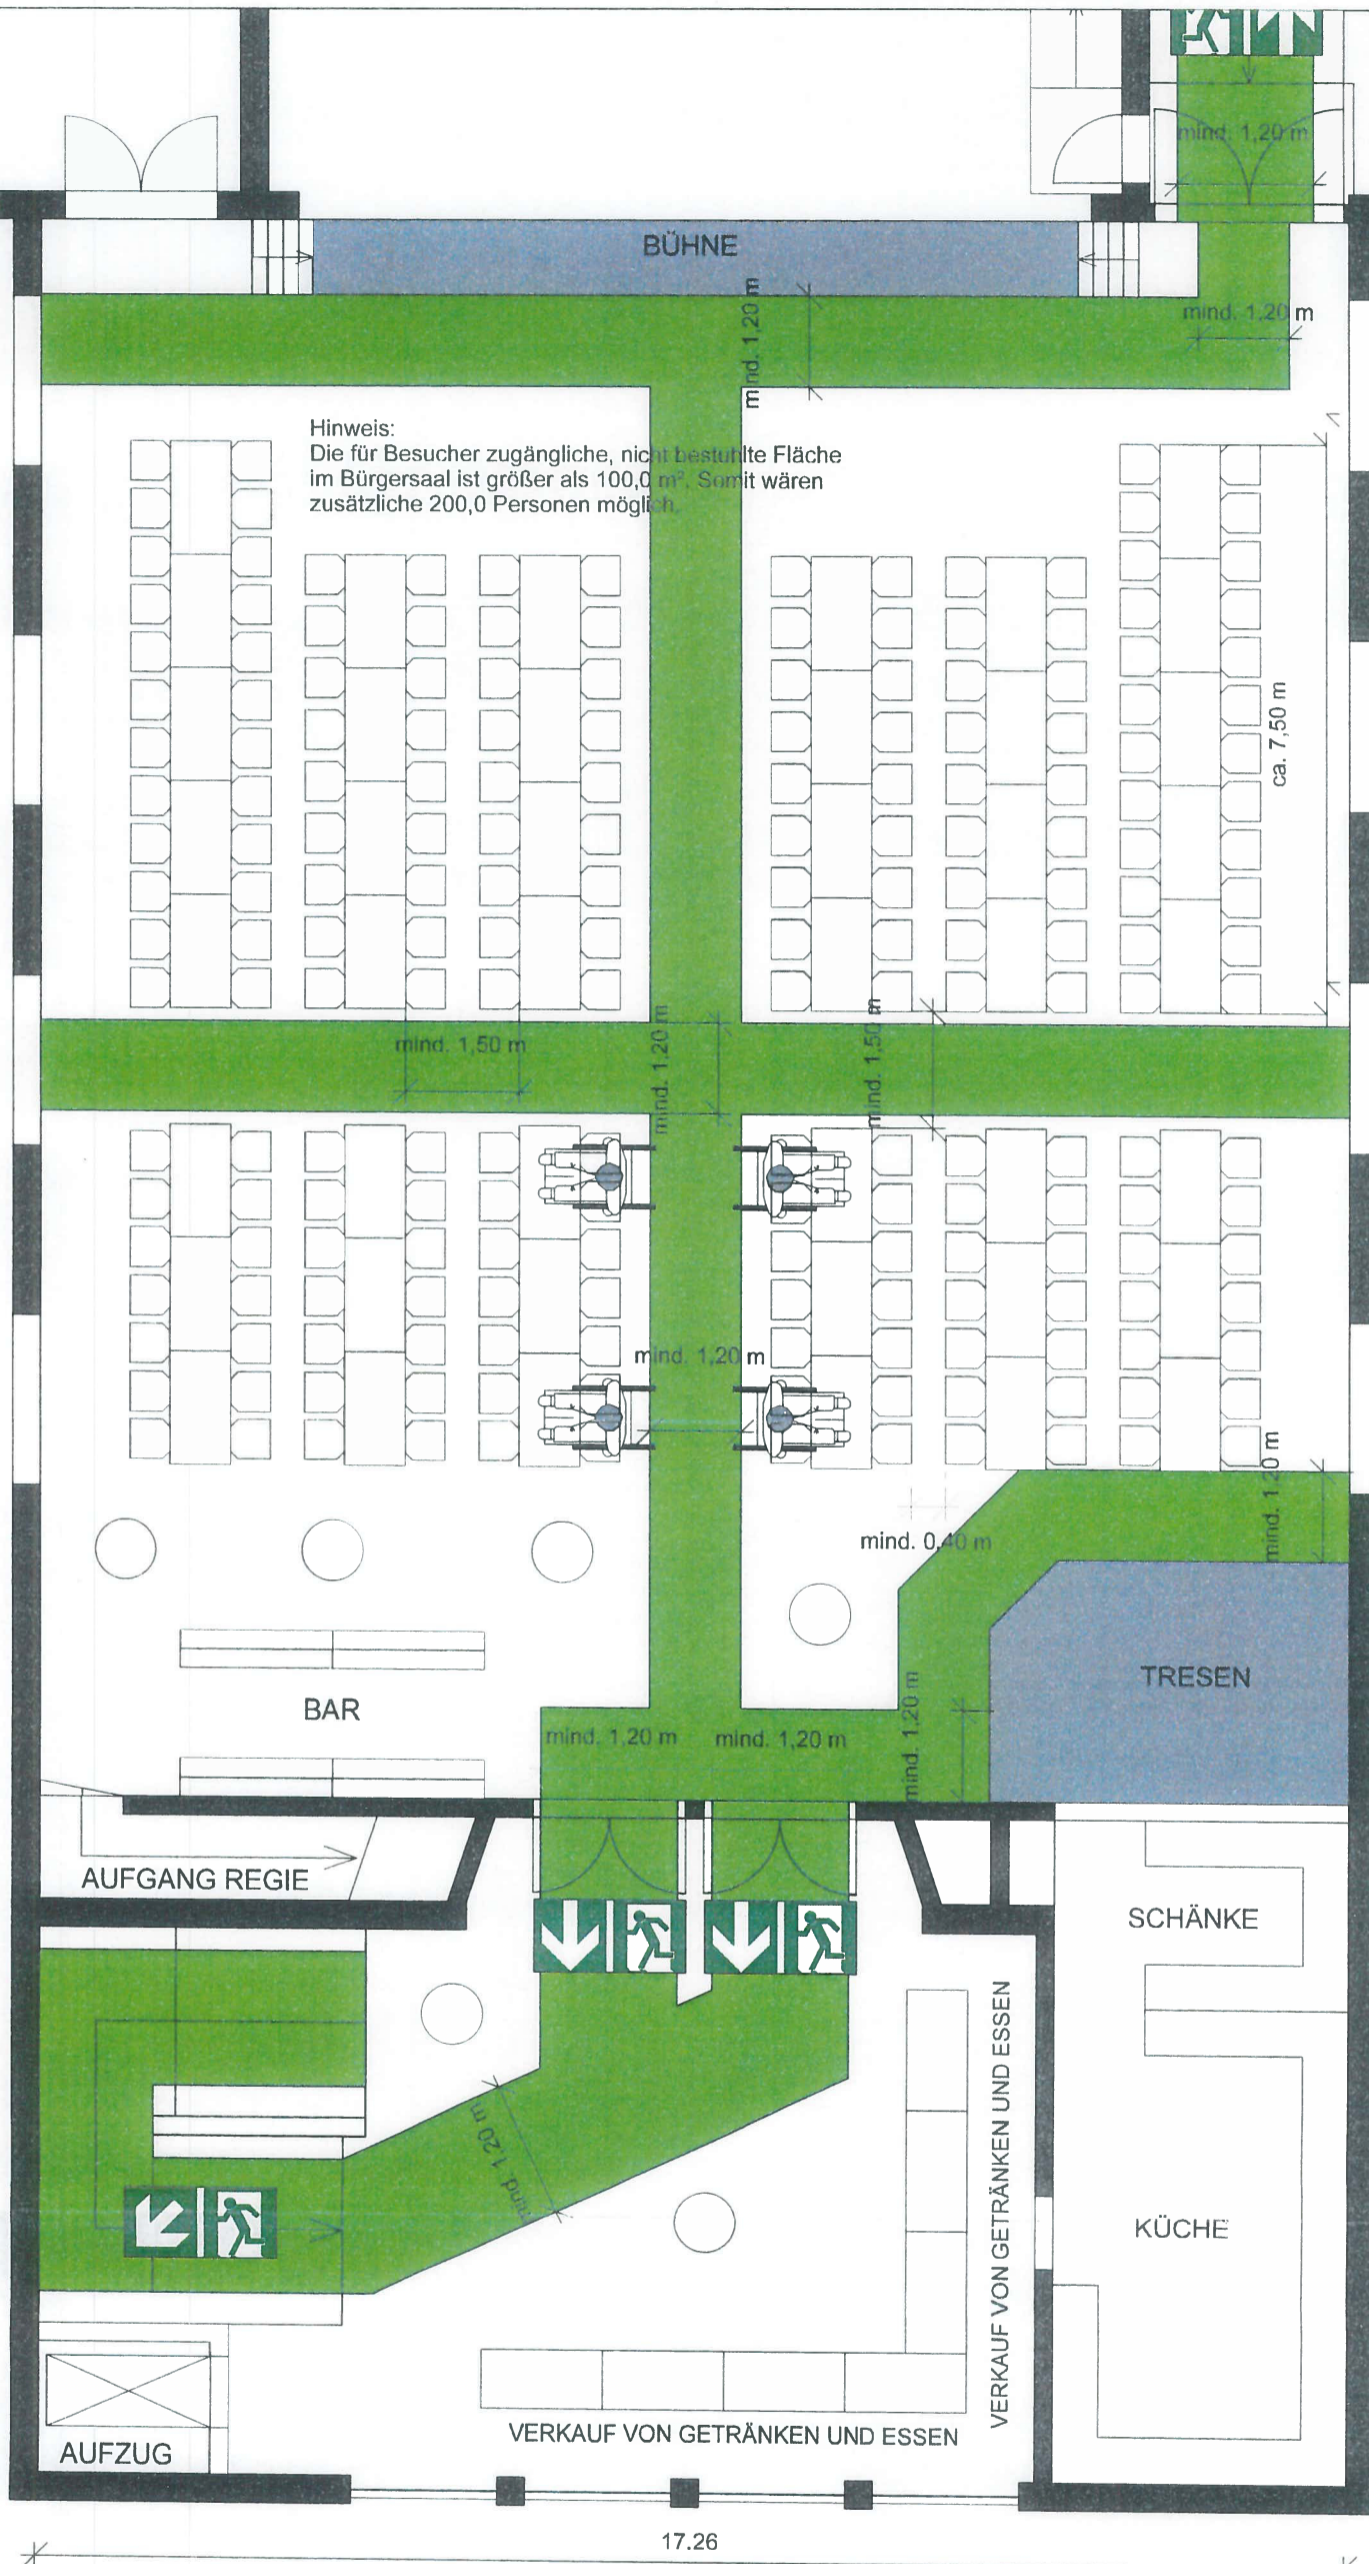 mind. 1,20 m
BÜHNE
mind. 1,20 m
mind. 1,20 m
Hinweis:
Die für Besucher zugängliche, nicht bestuhlte Fläche
im Bürgersaal ist größer als 100,0 m². Somit wären
zusätzliche 200,0 Personen möglich.
ca. 7,50 m
mind. 1,50 m
mind. 1,20 m
mind. 1,50 m
mind. 1,20 m
mind. 1,20 m
mind. 0,40 m
TRESEN
BAR
mind. 1,20 m
mind. 1,20 m
mind. 1,20 m
AUFGANG REGIE
SCHÄNKE
mind. 1,20 m
VERKAUF VON GETRÄNKEN UND ESSEN
KÜCHE
VERKAUF VON GETRÄNKEN UND ESSEN
AUFZUG
17.26